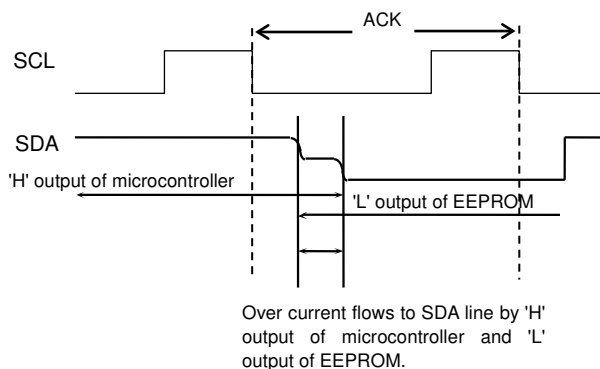 ACK
SCL
SDA
'H' output of microcontroller
'L' output of EEPROM
Over current flows to SDA line by 'H'
output of microcontroller and 'L'
output of EEPROM.